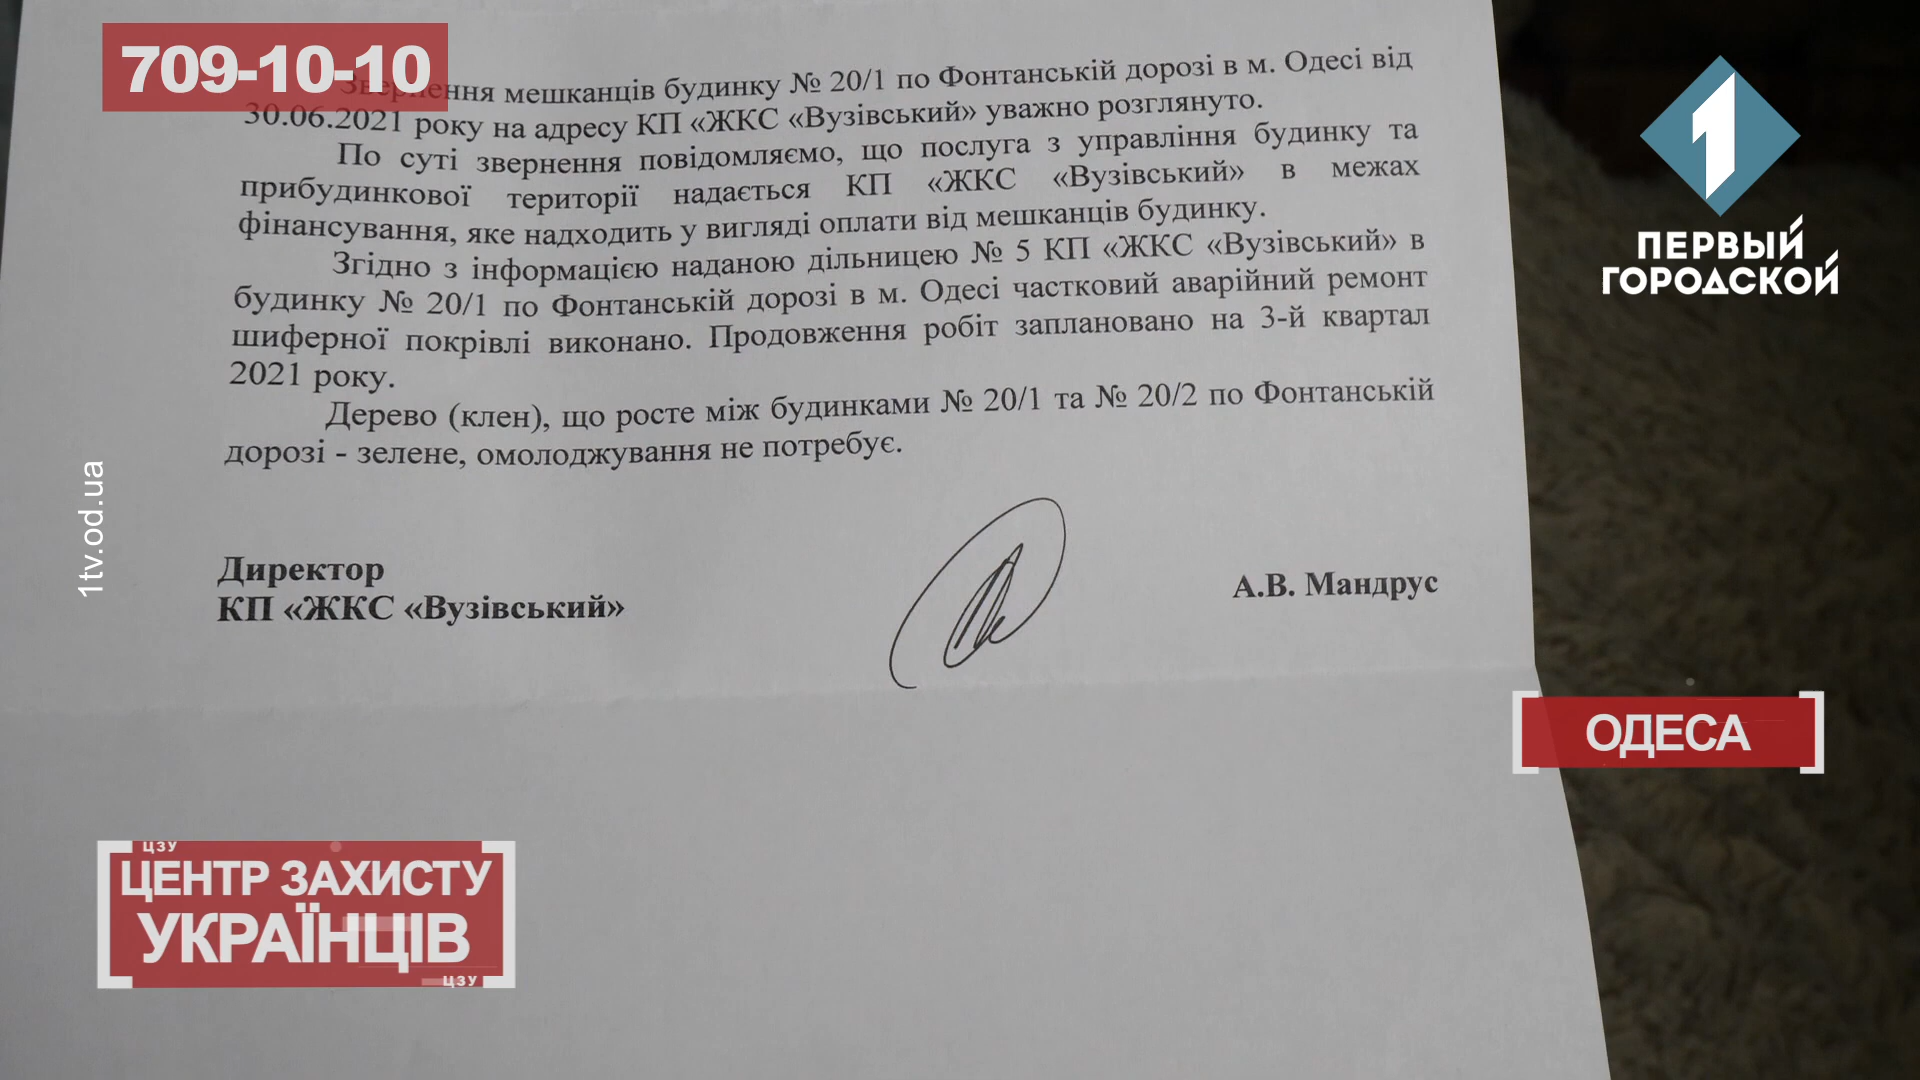 709-10-10
Звернення мешканців будинку № 20/1 по Фонтанській дорозі в м. Одесі від
30.06.2021 року на адресу КП «ЖКС «Вузівський» уважно розглянуто.
По суті звернення повідомляємо, що послуга з управління будинку та
прибудинкової території надається КП «ЖКС «Вузівський» в межах
фінансування, яке надходить у вигляді оплати від мешканців будинку.
Згідно з інформацією наданою дільницею № 5 КП «ЖКС «Вузівський» в
будинку № 20/1 по Фонтанській дорозі в м. Одесі частковий аварійний ремонт
шиферної покрівлі виконано. Продовження робіт заплановано на 3-й квартал
2021 року.
Дерево (клен), що росте між будинками № 20/1 та № 20/2 по Фонтанській
дорозі - зелене, омолоджування не потребує.
Директор
КП «ЖКС «Вузівський»
А.В. Мандрус
1
ПЕРВЫЙ
ГОРОДСКОЙ
1tv.od.ua
ОДЕСА
ЦЗУ
ЦЕНТР ЗАХИСТУ
УКРАЇНЦІВ
ЦЗУ